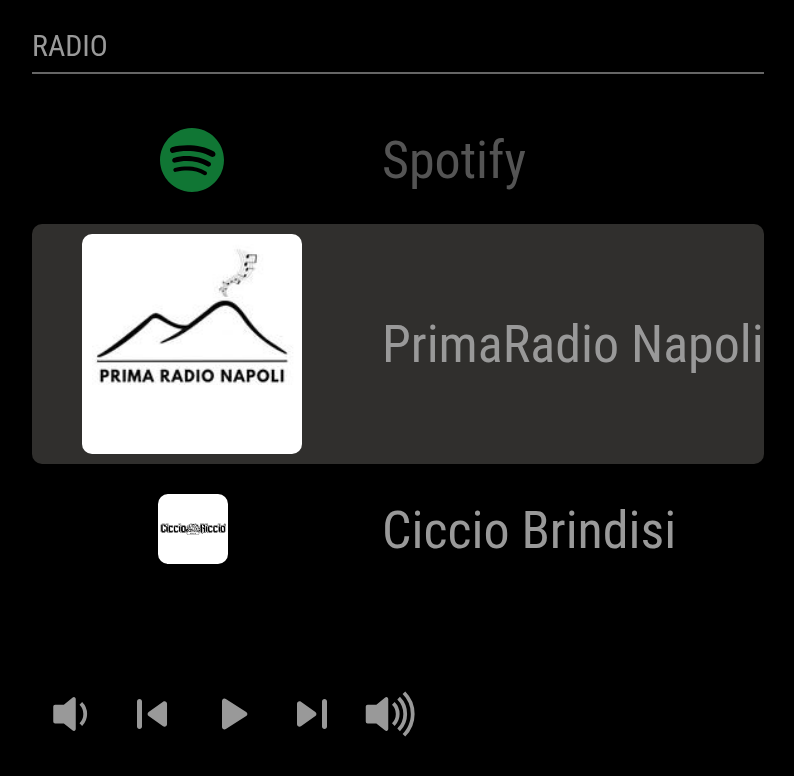 RADIO
Spotify
PRIMA RADIO NAPOLI
PrimaRadio Napoli
Ciccio Riccio
Ciccio Brindisi